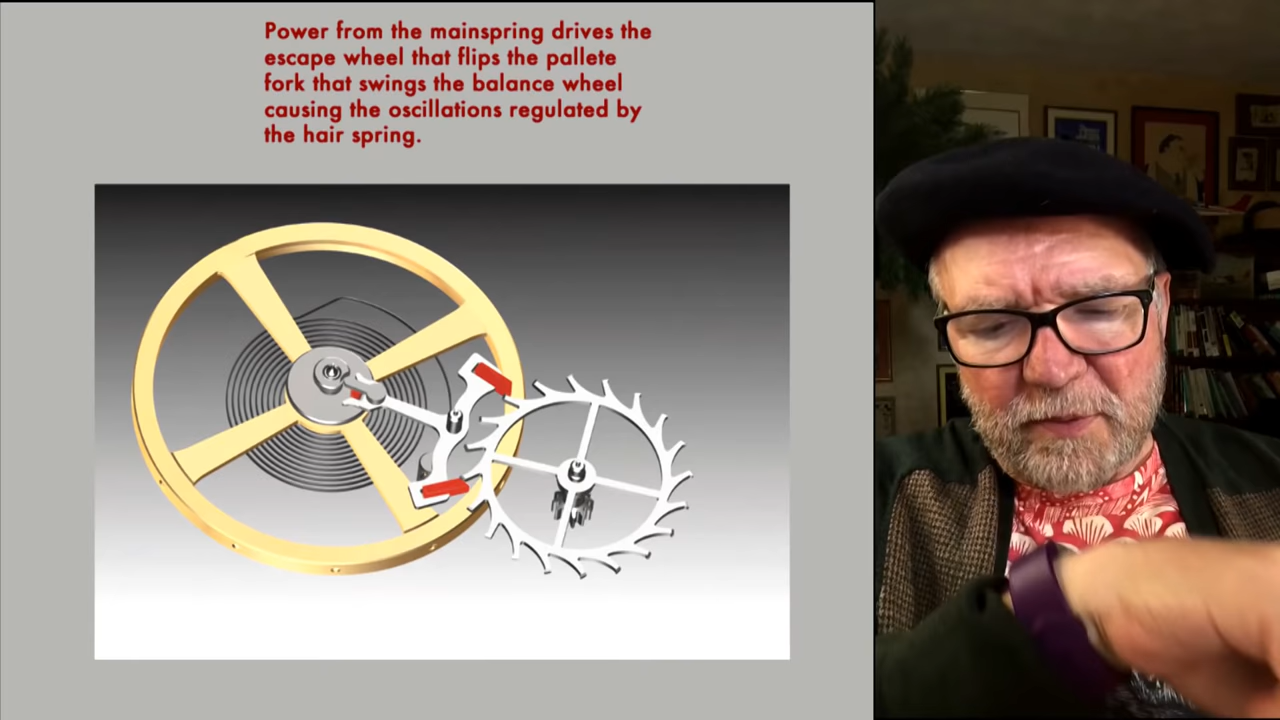 Power from the mainspring drives the
escape wheel that flips the pallete
fork that swings the balance wheel
causing the oscillations regulated by
the hair spring.